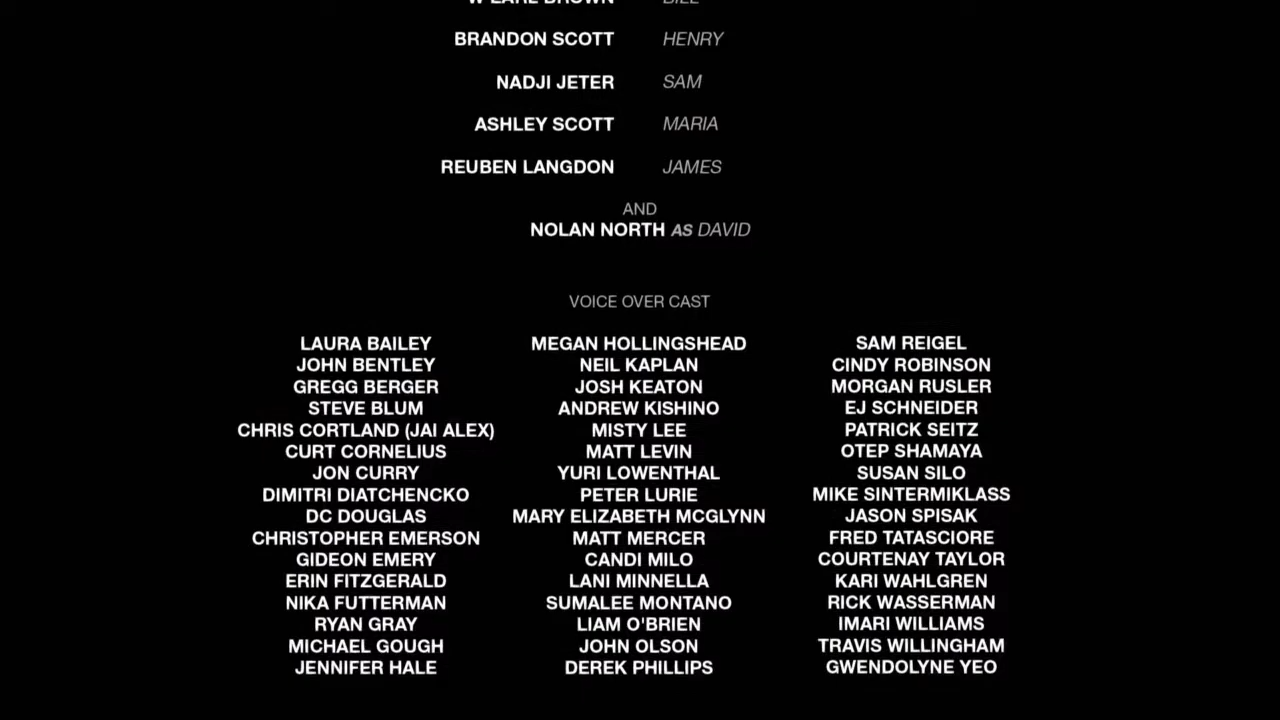 W EARL BROWN BILL
BRANDON SCOTT HENRY
NADJI JETER SAM
ASHLEY SCOTT MARIA
REUBEN LANGDON JAMES
AND
NOLAN NORTH AS DAVID
VOICE OVER CAST
LAURA BAILEY MEGAN HOLLINGSHEAD SAM REIGEL
JOHN BENTLEY NEIL KAPLAN CINDY ROBINSON
GREGG BERGER JOSH KEATON MORGAN RUSLER
STEVE BLUM ANDREW KISHINO EJ SCHNEIDER
CHRIS CORTLAND (JAI ALEX) MISTY LEE PATRICK SEITZ
CURT CORNELIUS MATT LEVIN OTEP SHAMAYA
JON CURRY YURI LOWENTHAL SUSAN SILO
DIMITRI DIATCHENCKO PETER LURIE MIKE SINTERMIKLASS
DC DOUGLAS MARY ELIZABETH MCGLYNN JASON SPISAK
CHRISTOPHER EMERSON MATT MERCER FRED TATASCIORE
GIDEON EMERY CANDI MILO COURTENAY TAYLOR
ERIN FITZGERALD LANI MINNELLA KARI WAHLGREN
NIKA FUTTERMAN SUMALEE MONTANO RICK WASSERMAN
RYAN GRAY LIAM O'BRIEN IMARI WILLIAMS
MICHAEL GOUGH JOHN OLSON TRAVIS WILLINGHAM
JENNIFER HALE DEREK PHILLIPS GWENDOLYNE YEO